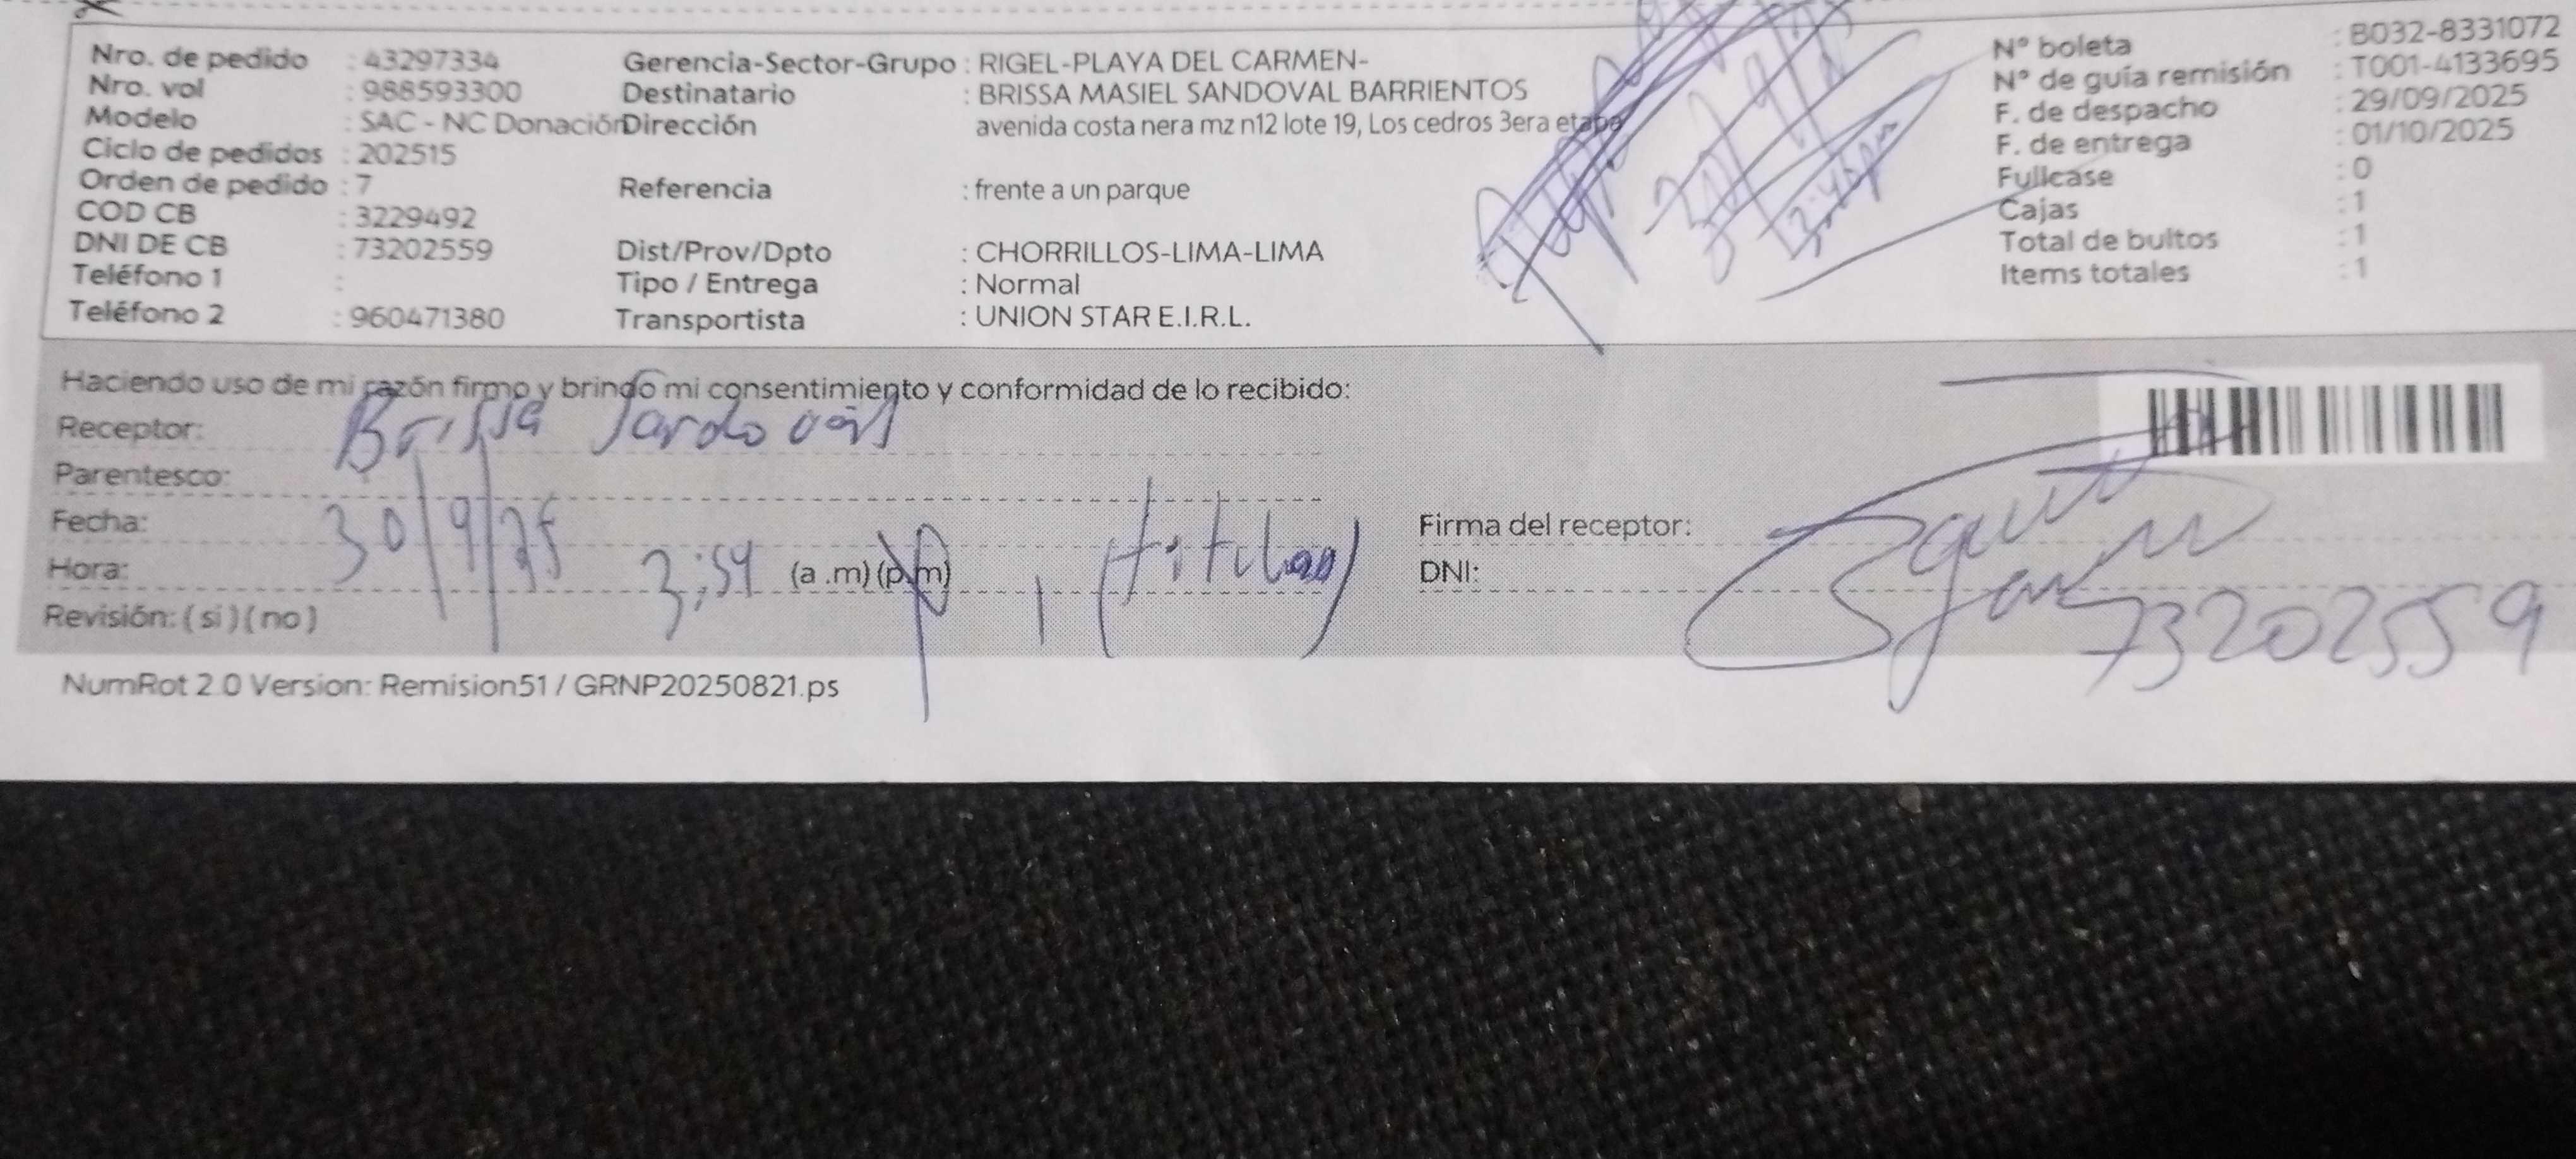 Nro. de pedido : 43297334
Nro. vol : 988593300
Modelo : SAC - NC Donación
Ciclo de pedidos : 202515
Orden de pedido : 7
COD CB : 3229492
DNI DE CB : 73202559
Teléfono 1 :
Teléfono 2 : 960471380
Gerencia-Sector-Grupo : RIGEL-PLAYA DEL CARMEN-
Destinatario : BRISSA MASIEL SANDOVAL BARRIENTOS
Dirección avenida costa nera mz n12 lote 19, Los cedros 3era etapa
Referencia : frente a un parque
Dist/Prov/Dpto : CHORRILLOS-LIMA-LIMA
Tipo / Entrega : Normal
Transportista : UNION STAR E.I.R.L.
N° boleta : B032-8331072
N° de guía remisión : T001-4133695
F. de despacho : 29/09/2025
F. de entrega : 01/10/2025
Fullcase : 0
Cajas : 1
Total de bultos : 1
Items totales : 1
Haciendo uso de mi razón firmo y brindo mi consentimiento y conformidad de lo recibido:
Receptor: Brissa Sandoval
Parentesco:
Fecha: 30/9/25
Hora: 3:54 (a .m) (p.m)
Revisión: ( si ) ( no )
Firma del receptor:
DNI: 73202559
NumRot 2.0 Version: Remision51 / GRNP20250821.ps